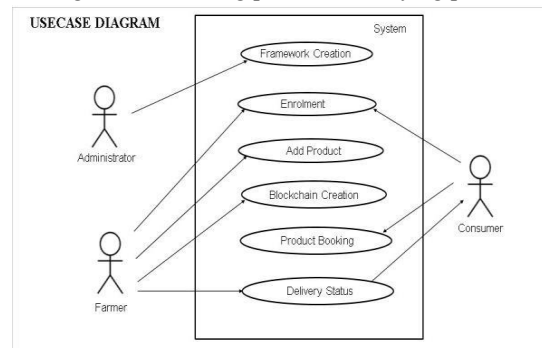 USECASE DIAGRAM
System
Framework Creation
Enrolment
Administrator
Add Product
Blockchain Creation
Consumer
Product Booking
Farmer
Delivery Status